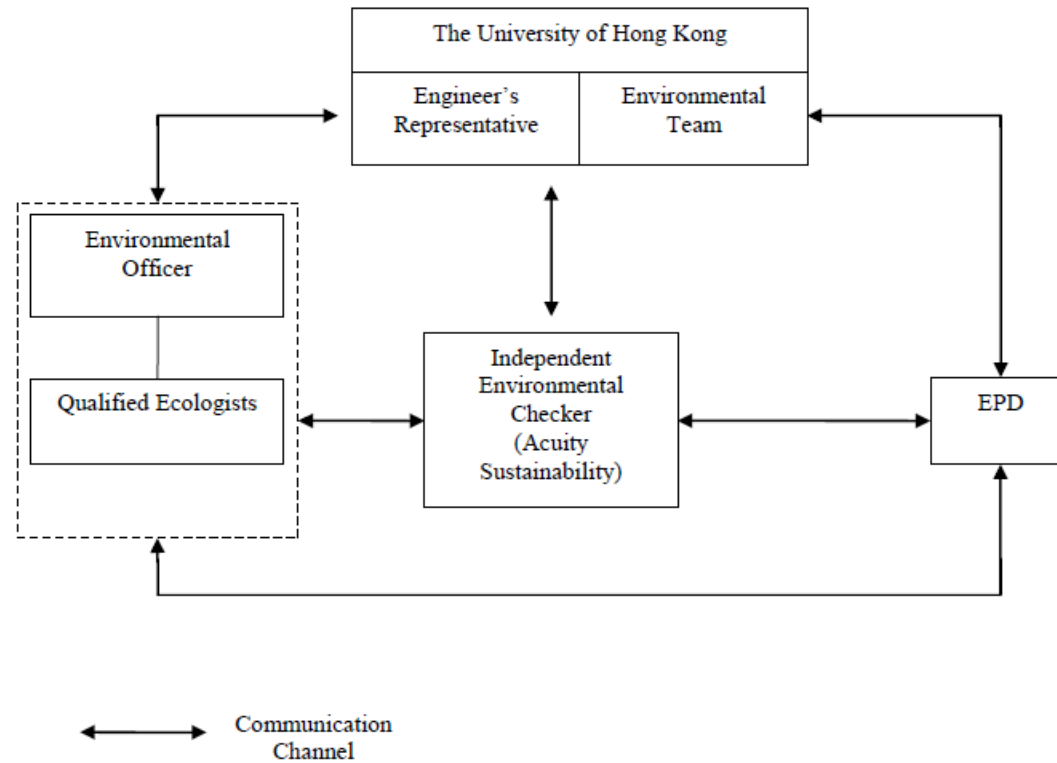 The University of Hong Kong
Engineer’s
Representative
Environmental
Team
Environmental
Officer
Qualified Ecologists
Independent
Environmental
Checker
(Acuity
Sustainability)
EPD
Communication
Channel